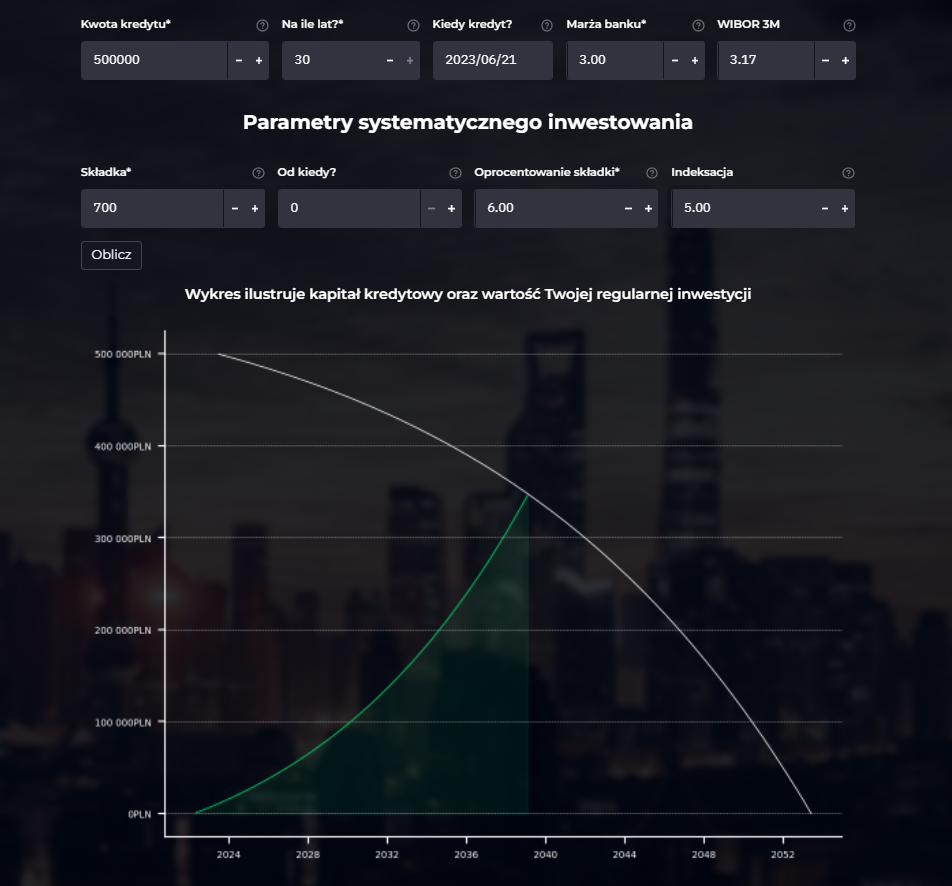 Kwota kredytu* Na ile lat?* Kiedy kredyt? Marża banku* WIBOR 3M
500000 − + 30 − + 2023/06/21 3.00 − + 3.17 − +
Parametry systematycznego inwestowania
Składka* Od kiedy? Oprocentowanie składki* Indeksacja
700 − + 0 − + 6.00 − + 5.00 − +
Oblicz
Wykres ilustruje kapitał kredytowy oraz wartość Twojej regularnej inwestycji
500 000PLN
400 000PLN
300 000PLN
200 000PLN
100 000PLN
0PLN
2024 2028 2032 2036 2040 2044 2048 2052